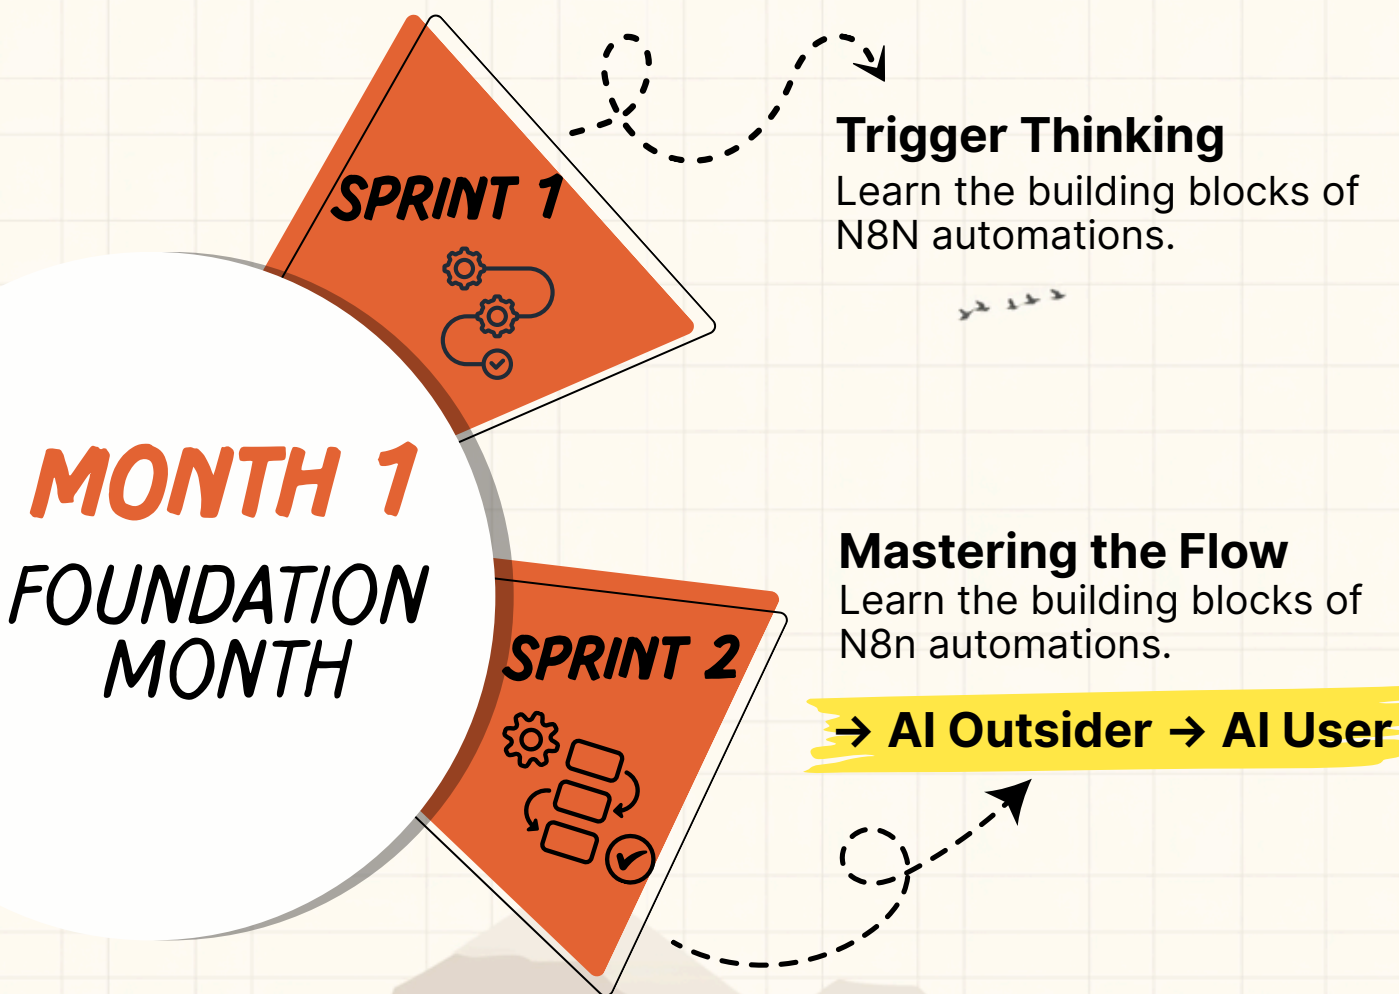 SPRINT 1
Trigger Thinking
Learn the building blocks of
N8N automations.
MONTH 1
FOUNDATION
MONTH
SPRINT 2
Mastering the Flow
Learn the building blocks of
N8n automations.
→ AI Outsider → AI User